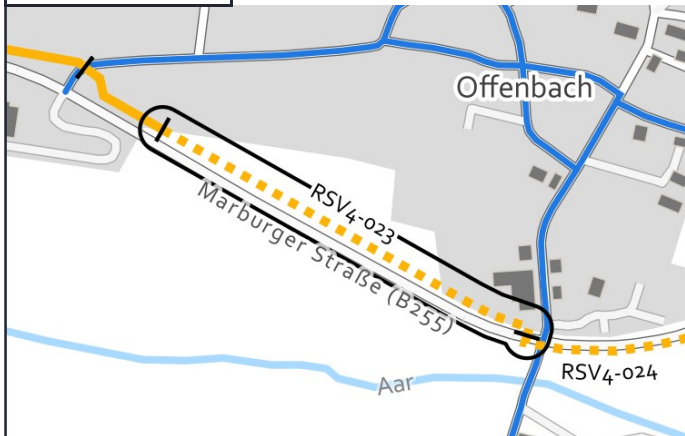 Offenbach
RSV4-023
Marburger Straße (B255)
RSV4-024
Aar